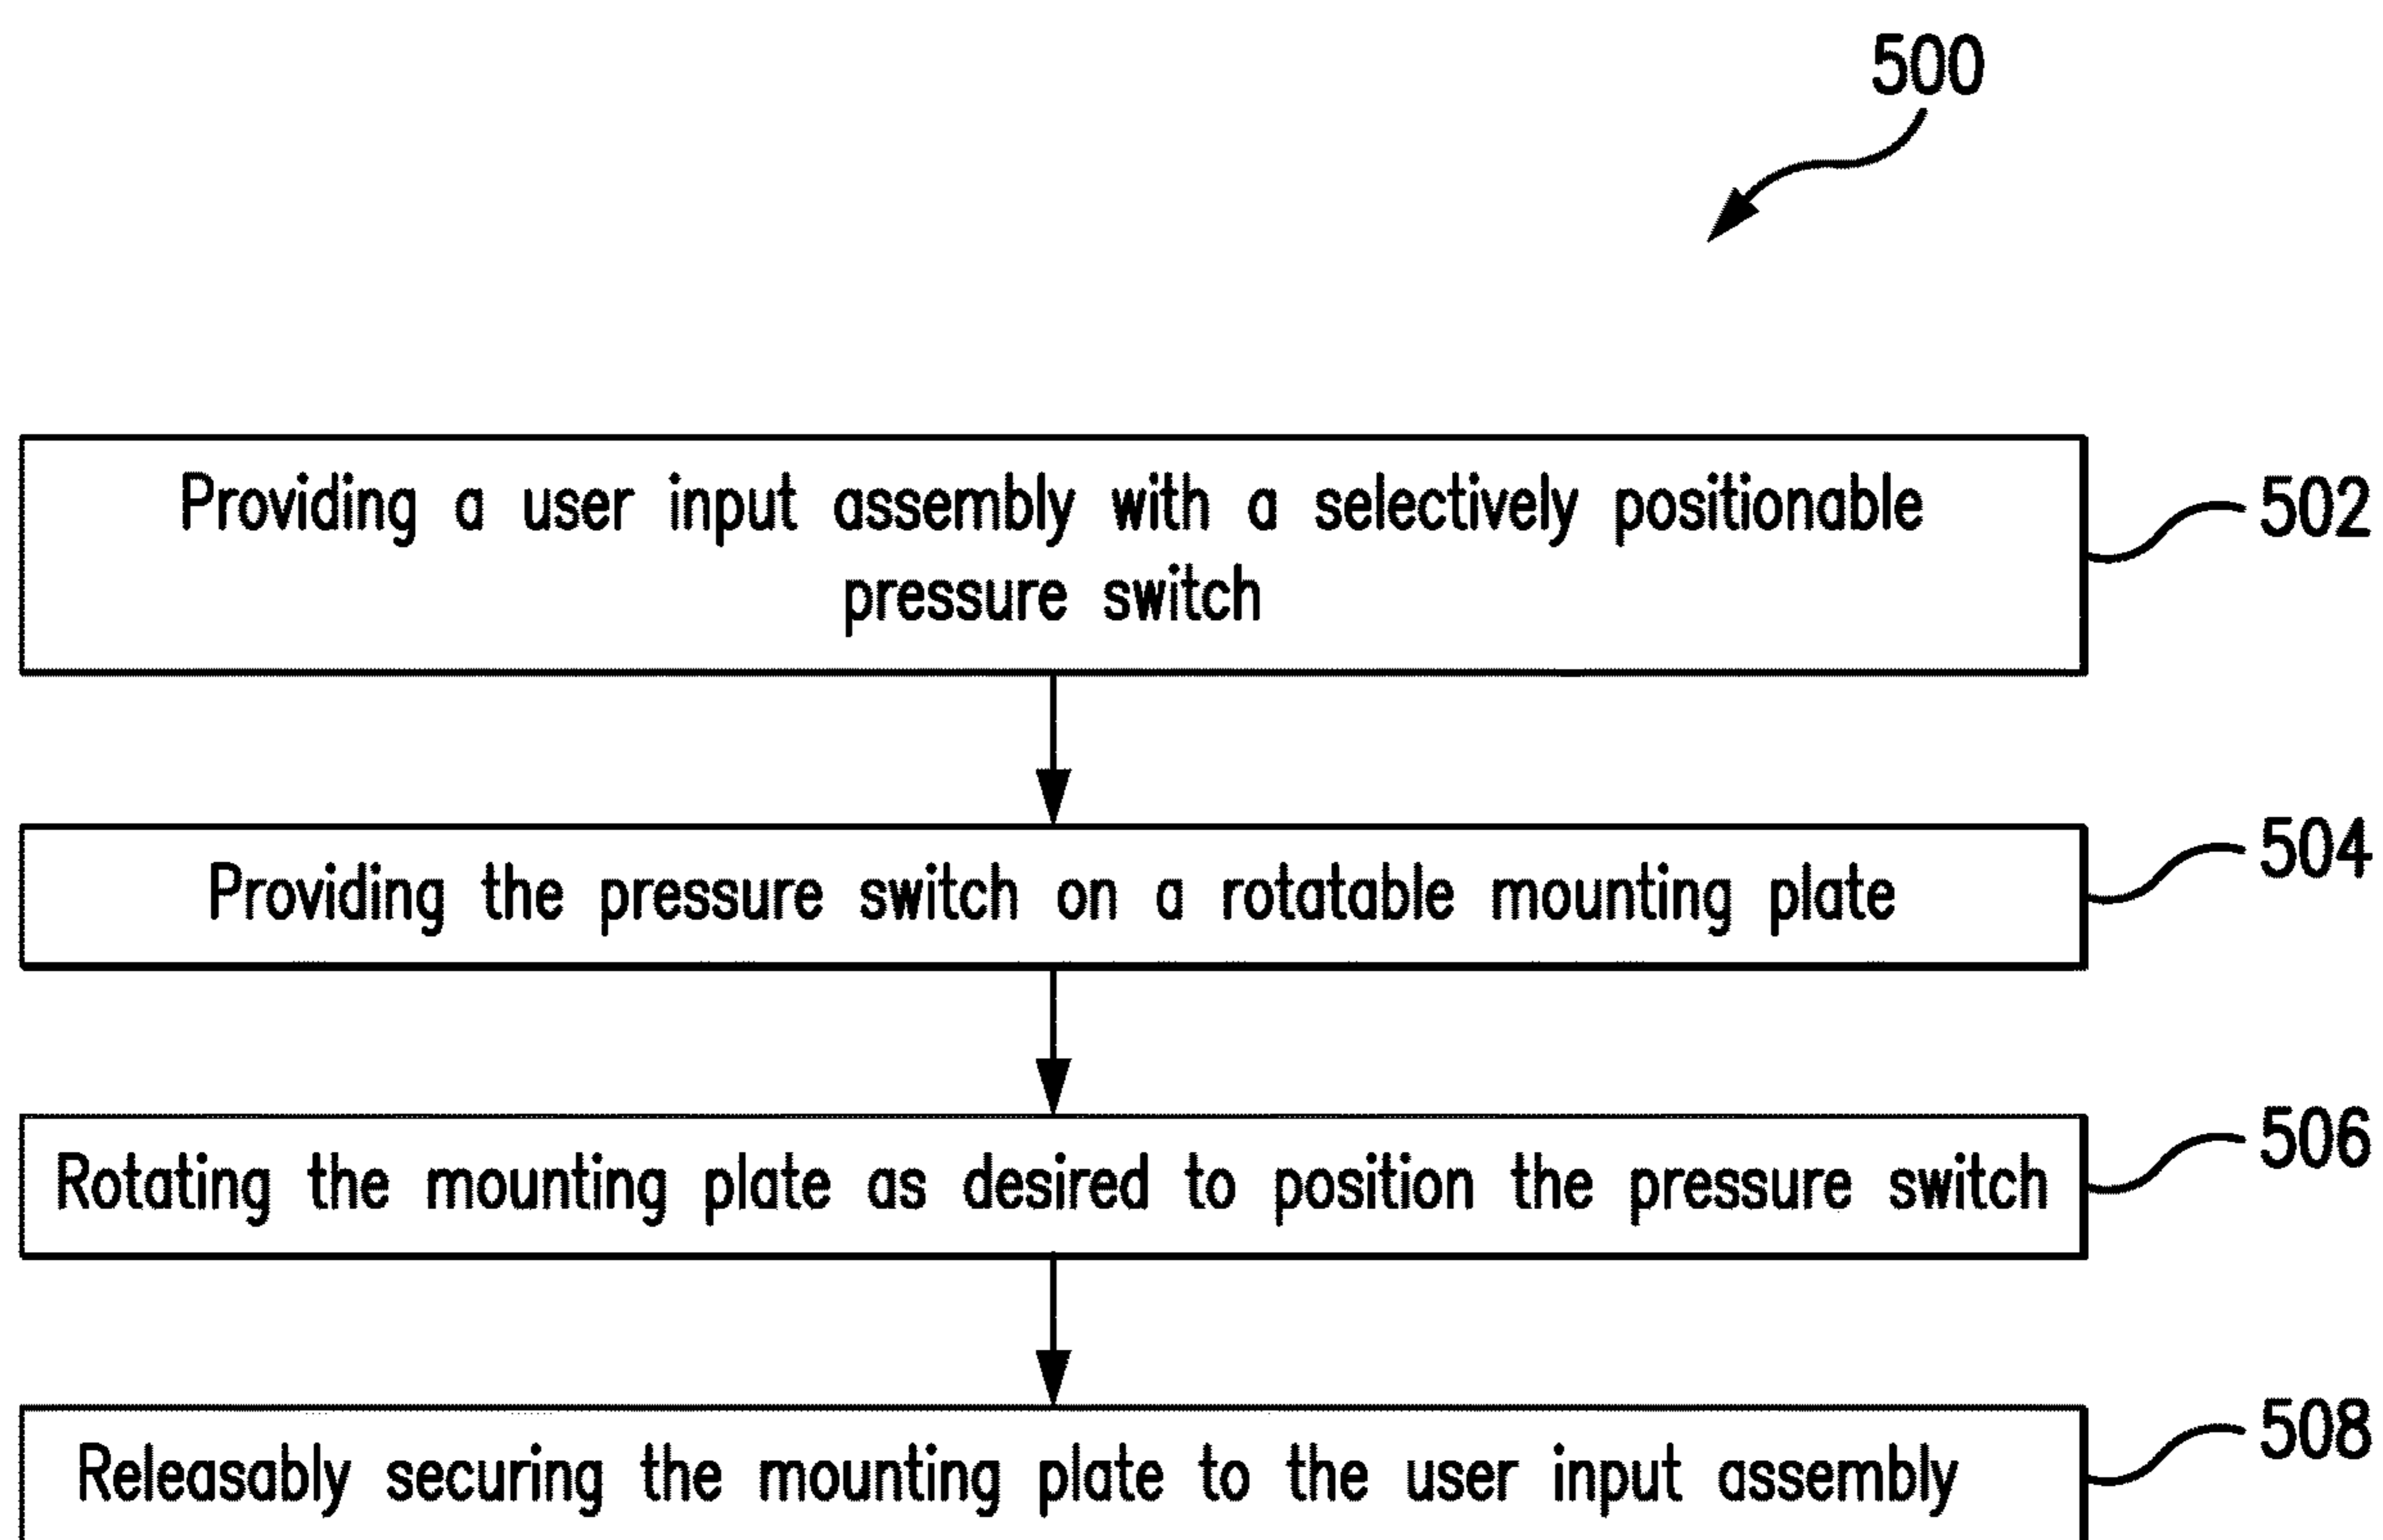 500
Providing a user input assembly with a selectively positionable
pressure switch
502
Providing the pressure switch on a rotatable mounting plate
504
Rotating the mounting plate as desired to position the pressure switch
506
Releasably securing the mounting plate to the user input assembly
508